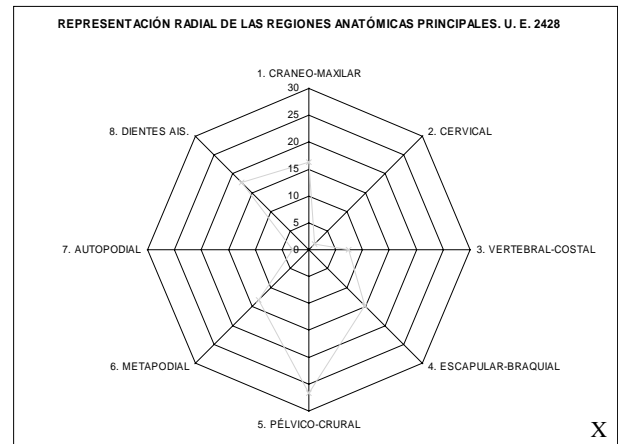 REPRESENTACIÓN RADIAL DE LAS REGIONES ANATÓMICAS PRINCIPALES. U. E. 2428
1. CRANEO-MAXILAR
30
25
8. DIENTES AIS.
2. CERVICAL
20
15
10
5
7. AUTOPODIAL
0
3. VERTEBRAL-COSTAL
6. METAPODIAL
4. ESCAPULAR-BRAQUIAL
5. PÉLVICO-CRURAL
X